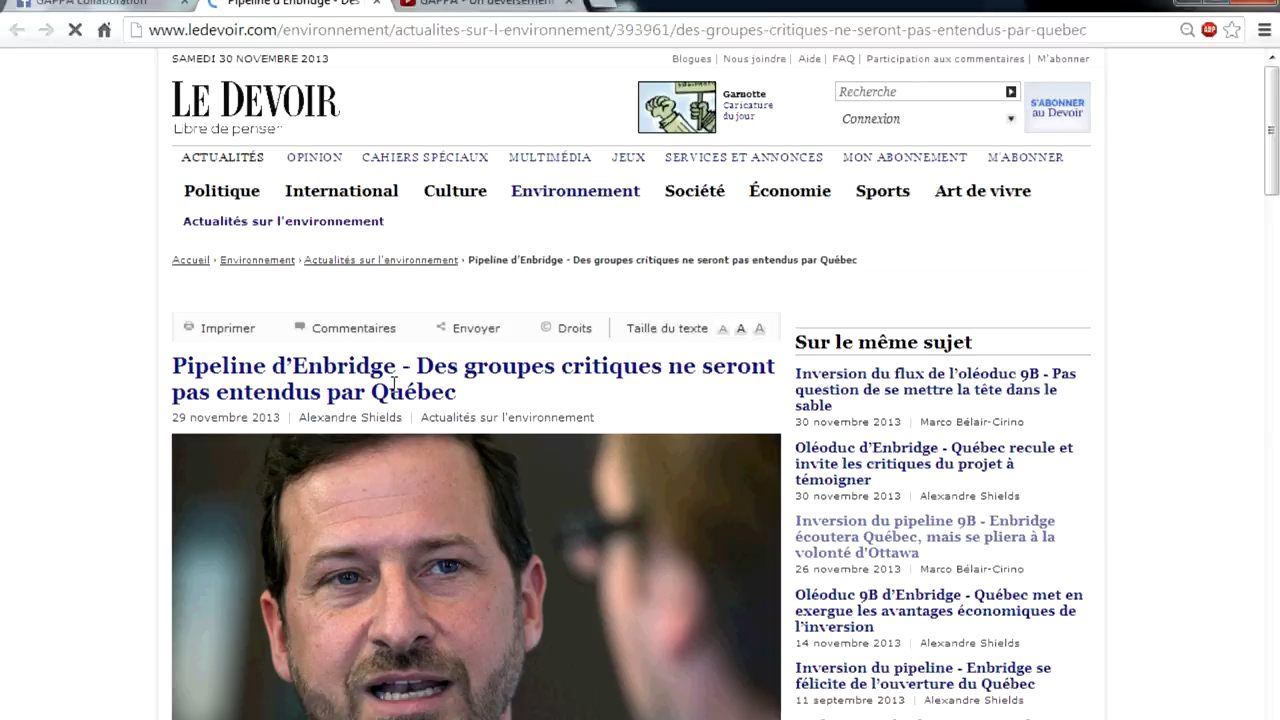 GAPPA collaboration
Pipeline d'Enbridge - Des
GAPPA - Un déversement
www.ledevoir.com/environnement/actualites-sur-l-environnement/393961/des-groupes-critiques-ne-seront-pas-entendus-par-quebec
SAMEDI 30 NOVEMBRE 2013
Blogues | Nous joindre | Aide | FAQ | Participation aux commentaires | M'abonner
LE DEVOIR
Libre de penser
Garnotte
Caricature
du jour
Recherche
Connexion
S'ABONNER
au Devoir
ACTUALITÉS OPINION CAHIERS SPÉCIAUX MULTIMÉDIA JEUX SERVICES ET ANNONCES MON ABONNEMENT M'ABONNER
Politique International Culture Environnement Société Économie Sports Art de vivre
Actualités sur l'environnement
Accueil › Environnement › Actualités sur l'environnement › Pipeline d'Enbridge - Des groupes critiques ne seront pas entendus par Québec
Imprimer Commentaires Envoyer © Droits | Taille du texte A A A
Pipeline d'Enbridge - Des groupes critiques ne seront
pas entendus par Québec
29 novembre 2013 | Alexandre Shields | Actualités sur l'environnement
Sur le même sujet
Inversion du flux de l'oléoduc 9B - Pas
question de se mettre la tête dans le
sable
30 novembre 2013 | Marco Bélair-Cirino
Oléoduc d'Enbridge - Québec recule et
invite les critiques du projet à
témoigner
30 novembre 2013 | Alexandre Shields
Inversion du pipeline 9B - Enbridge
écoutera Québec, mais se pliera à la
volonté d'Ottawa
26 novembre 2013 | Marco Bélair-Cirino
Oléoduc 9B d'Enbridge - Québec met en
exergue les avantages économiques de
l'inversion
14 novembre 2013 | Alexandre Shields
Inversion du pipeline - Enbridge se
félicite de l'ouverture du Québec
11 septembre 2013 | Alexandre Shields